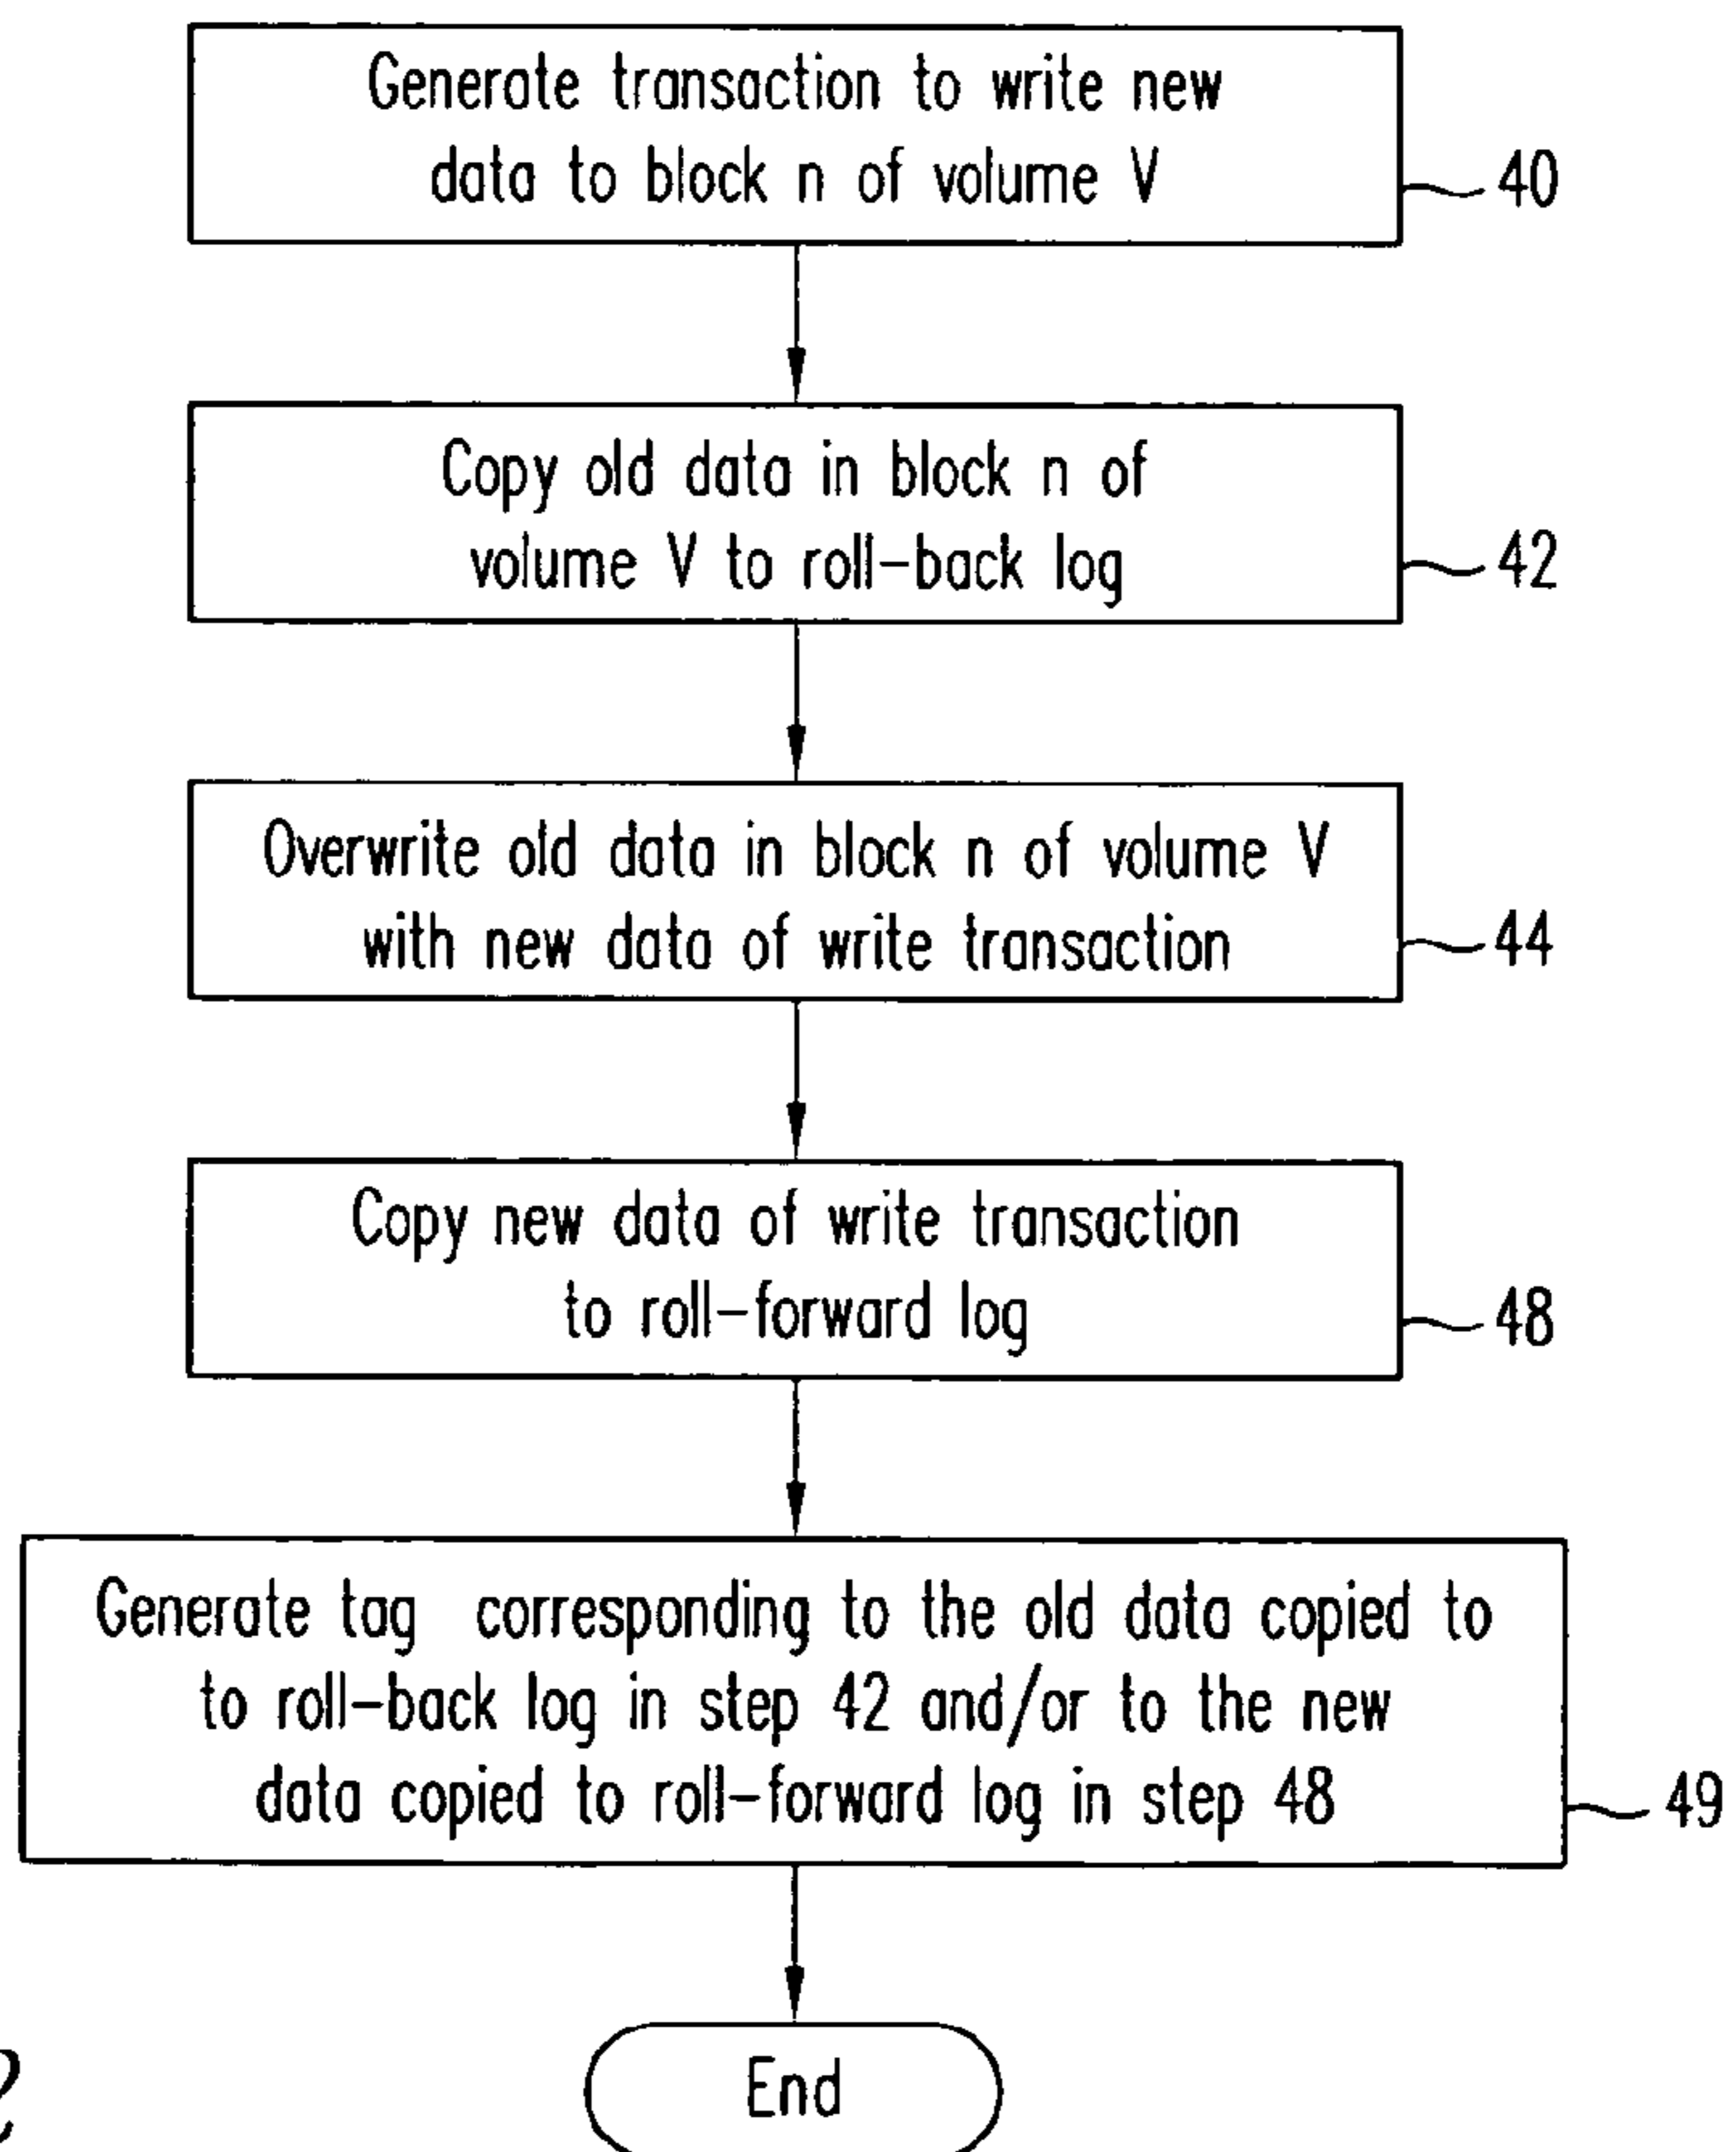 Generate transaction to write new
data to block n of volume V
40
Copy old data in block n of
volume V to roll-back log
42
Overwrite old data in block n of volume V
with new data of write transaction
44
Copy new data of write transaction
to roll-forward log
48
Generate tag corresponding to the old data copied to
to roll-back log in step 42 and/or to the new
data copied to roll-forward log in step 48
49
End
2